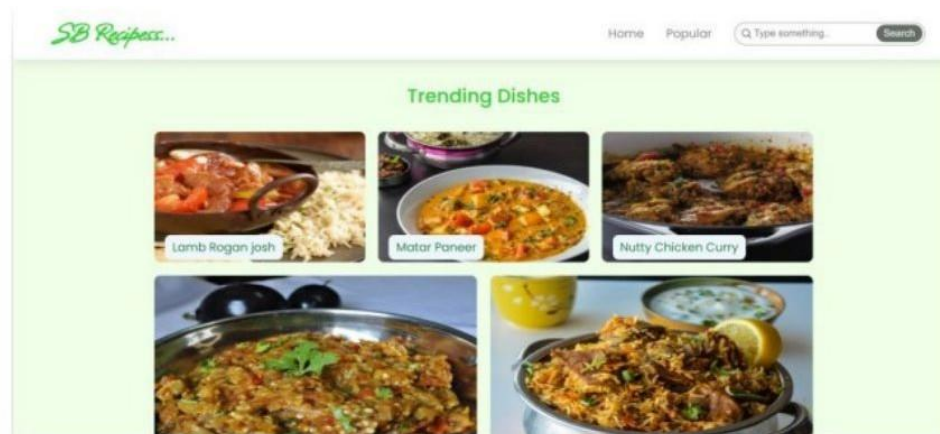 SB Recipess...
Home Popular Type something.. Search
Trending Dishes
Lamb Rogan josh
Matar Paneer
Nutty Chicken Curry